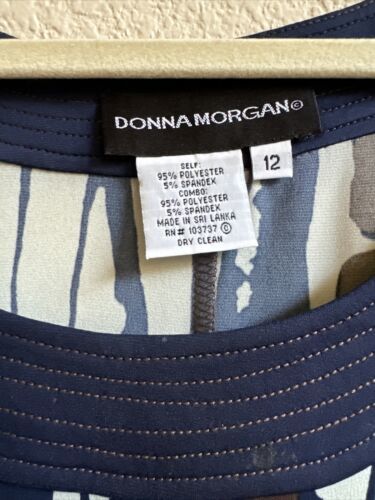 DONNA MORGAN©
SELF:
95% POLYESTER
5% SPANDEX
COMBO:
95% POLYESTER
5% SPANDEX
MADE IN SRI LANKA
RN# 103737 ©
DRY CLEAN
12